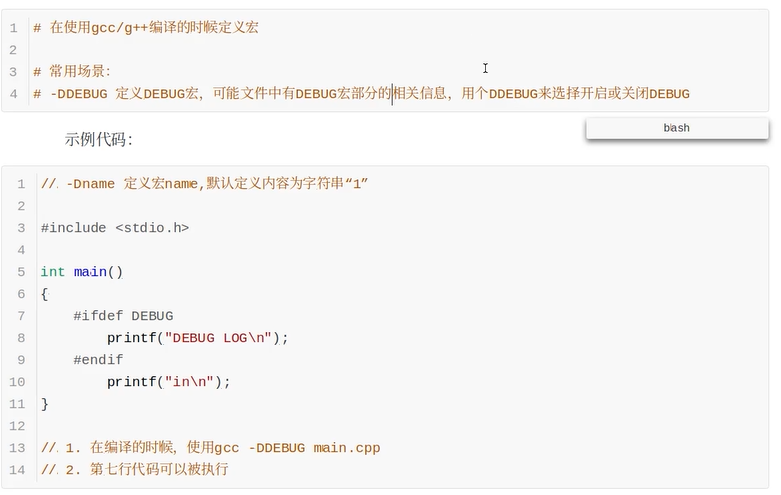 1 # 在使用gcc/g++编译的时候定义宏
2
3 # 常用场景:
4 # -DDEBUG 定义DEBUG宏, 可能文件中有DEBUG宏部分的相关信息, 用个DDEBUG来选择开启或关闭DEBUG
bash
示例代码:
1 // -Dname 定义宏name,默认定义内容为字符串“1”
2
3 #include <stdio.h>
4
5 int main()
6 {
7 #ifdef DEBUG
8 printf("DEBUG LOG\n");
9 #endif
10 printf("in\n");
11 }
12
13 // 1. 在编译的时候, 使用gcc -DDEBUG main.cpp
14 // 2. 第七行代码可以被执行